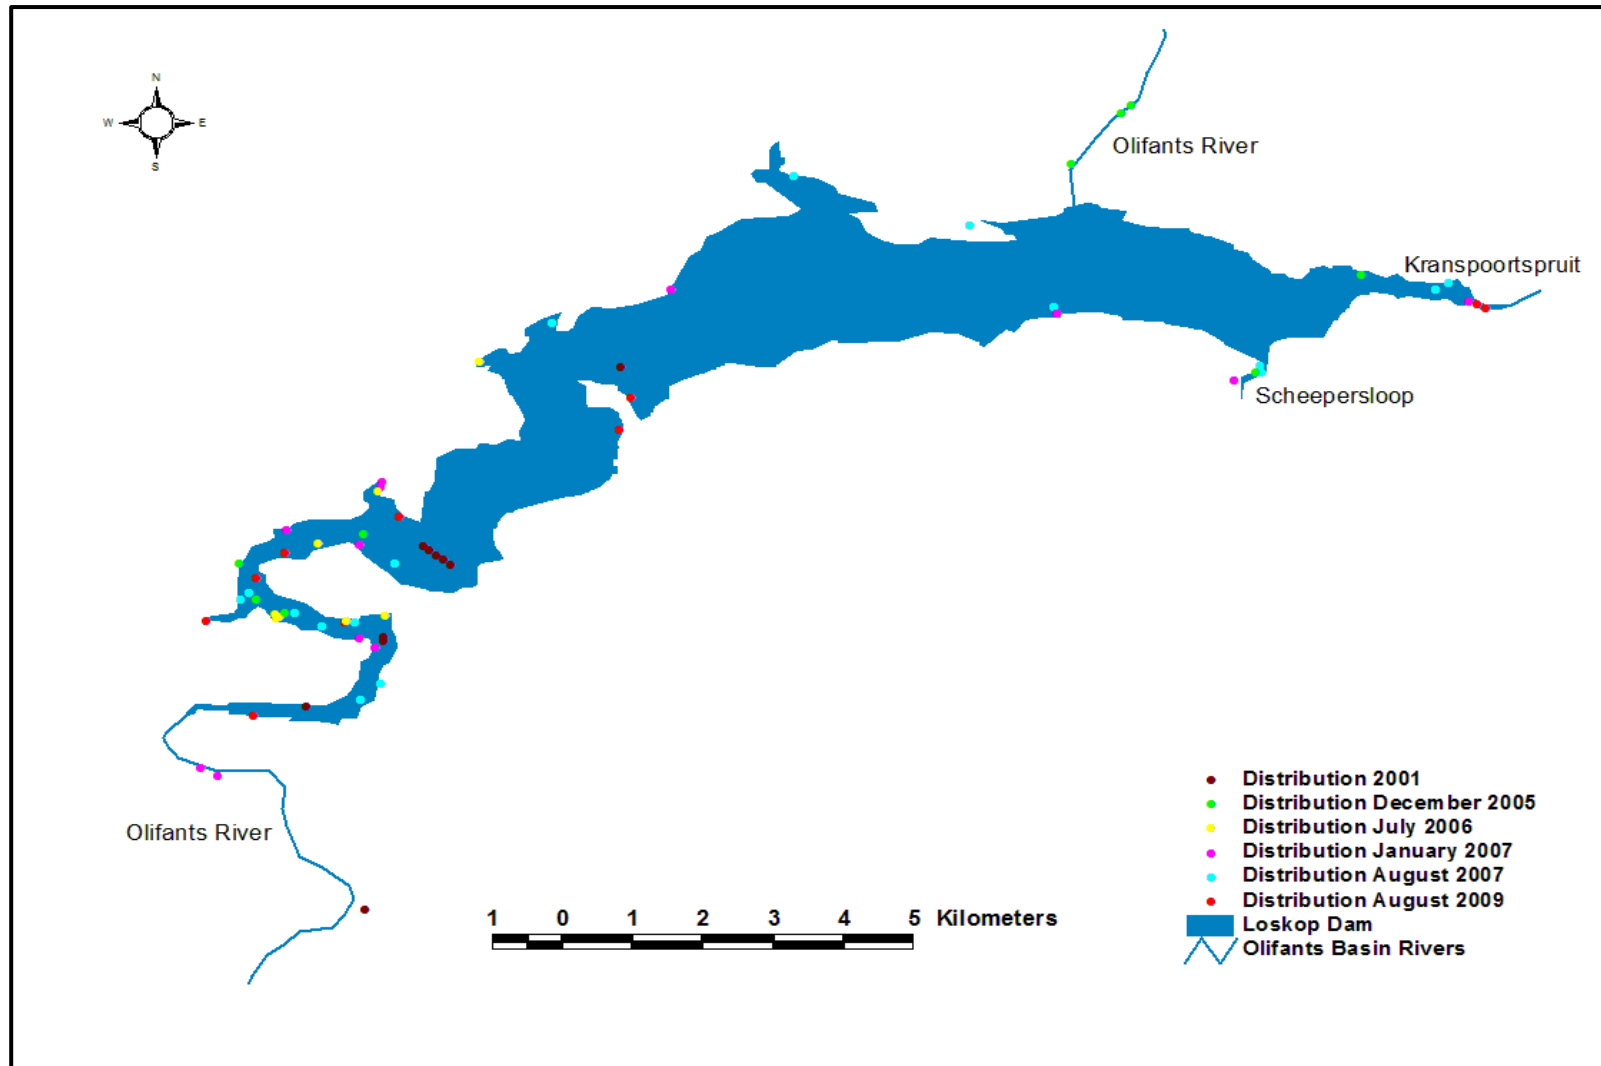 N
W E
S
Olifants River
Kranspoortspruit
Scheepersloop
Olifants River
1 0 1 2 3 4 5 Kilometers
Distribution 2001
Distribution December 2005
Distribution July 2006
Distribution January 2007
Distribution August 2007
Distribution August 2009
Loskop Dam
Olifants Basin Rivers